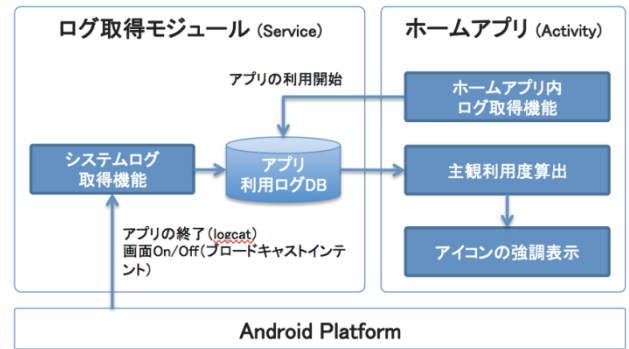 ログ取得モジュール (Service)
アプリの利用開始
システムログ
取得機能
アプリ
利用ログDB
アプリの終了(logcat)
画面On/Off(ブロードキャストインテ
ント)
ホームアプリ (Activity)
ホームアプリ内
ログ取得機能
主観利用度算出
アイコンの強調表示
Android Platform